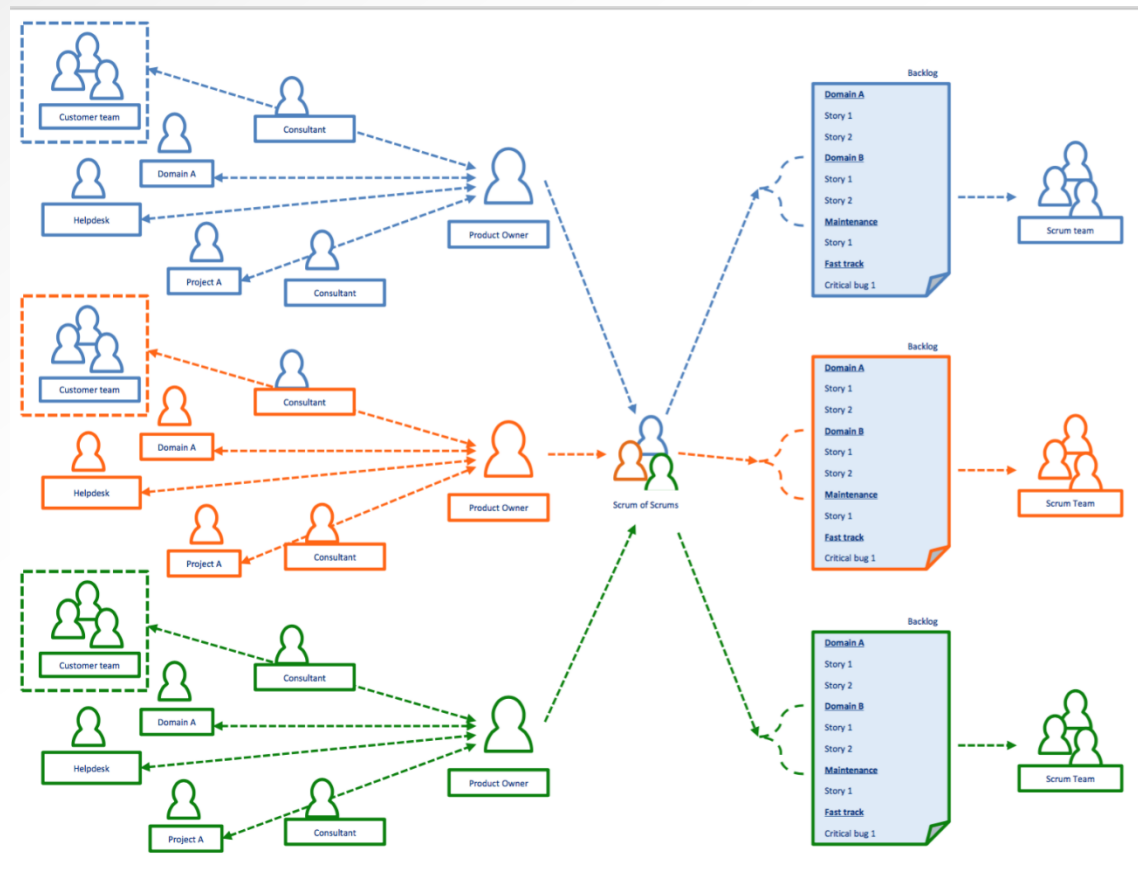 Customer team
Consultant
Domain A
Helpdesk
Project A
Consultant
Product Owner
Customer team
Consultant
Domain A
Helpdesk
Project A
Consultant
Product Owner
Customer team
Consultant
Domain A
Helpdesk
Project A
Consultant
Product Owner
Scrum of Scrums
Backlog
Domain A
Story 1
Story 2
Domain B
Story 1
Story 2
Maintenance
Story 1
Fast track
Critical bug 1
Scrum team
Backlog
Domain A
Story 1
Story 2
Domain B
Story 1
Story 2
Maintenance
Story 1
Fast track
Critical bug 1
Scrum Team
Backlog
Domain A
Story 1
Story 2
Domain B
Story 1
Story 2
Maintenance
Story 1
Fast track
Critical bug 1
Scrum Team